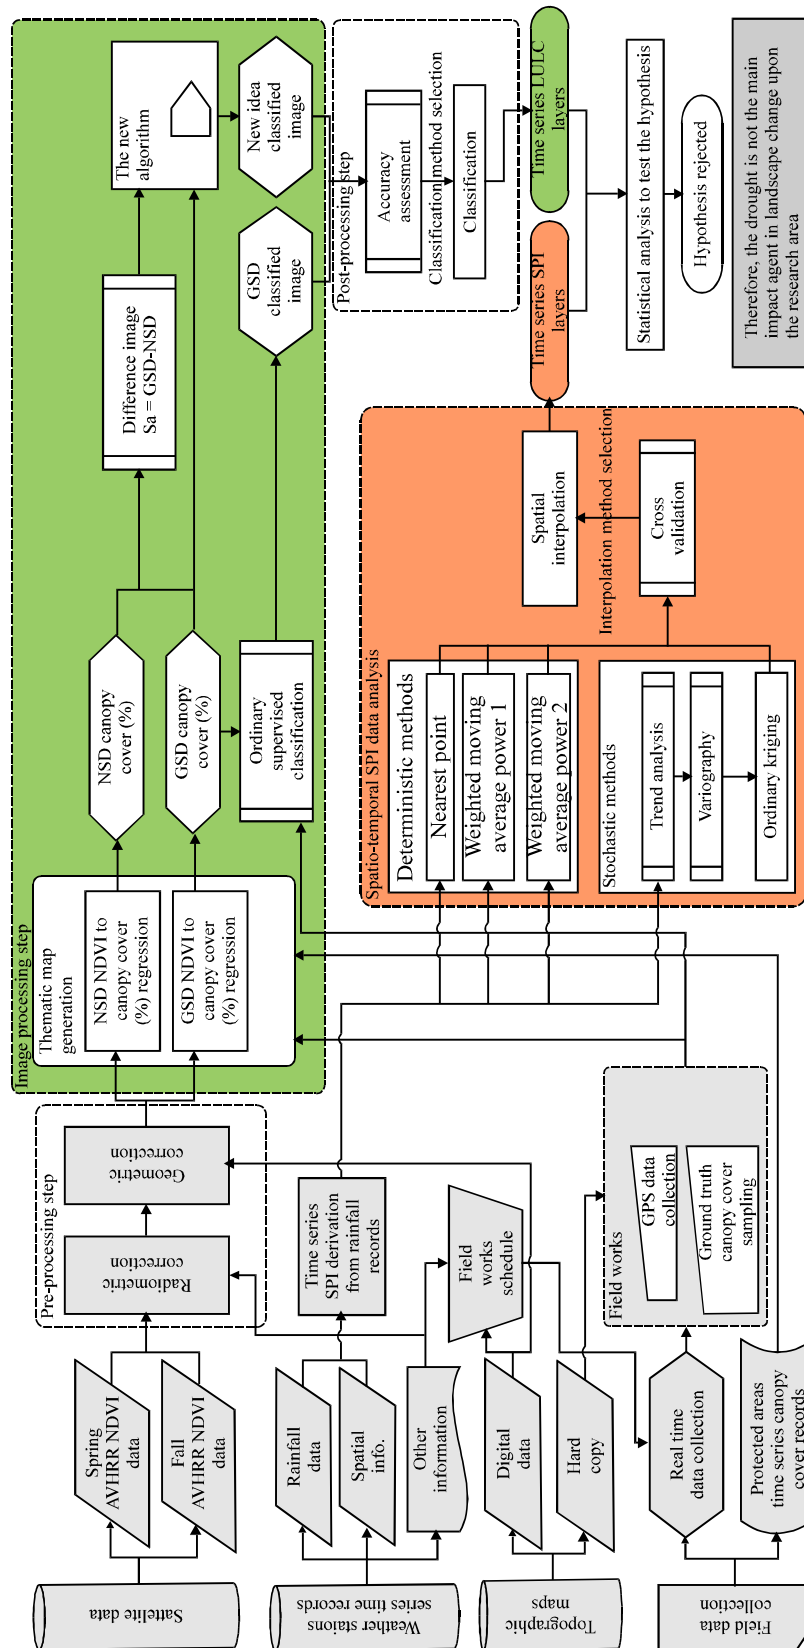 Sattelite data
Weather staions
series time records
Topographic
maps
Field data
collection
Spring
AVHRR NDVI
data
Fall
AVHRR NDVI
data
Rainfall
data
Spatial
info.
Other
information
Digital
data
Hard
copy
Real time
data collection
Protected areas
time series canopy
cover records
Pre-processing step
Radiometric
correction
Geometric
correction
Time series
SPI derivation
from rainfall
records
Field
works
schedule
Field works
GPS data
collection
Ground truth
canopy cover
sampling
Image processing step
Thematic map
generation
NSD NDVI to
canopy cover
(%) regression
GSD NDVI to
canopy cover
(%) regression
NSD canopy
cover (%)
GSD canopy
cover (%)
Ordinary
supervised
classification
Difference image
Sa = GSD-NSD
The new
algorithm
New idea
classified
image
GSD
classified
image
Spatio-temporal SPI data analysis
Deterministic methods
Nearest point
Weighted moving
average power 1
Weighted moving
average power 2
Stochastic methods
Trend analysis
Variography
Ordinary kriging
Spatial
interpolation
Interpolation method selection
Cross
validation
Post-processing step
Accuracy
assessment
Classification method selection
Classification
Time series SPI
layers
Time series LULC
layers
Statistical analysis to test the hypothesis
Hypothesis rejected
Therefore, the drought is not the main
impact agent in landscape change upon
the research area